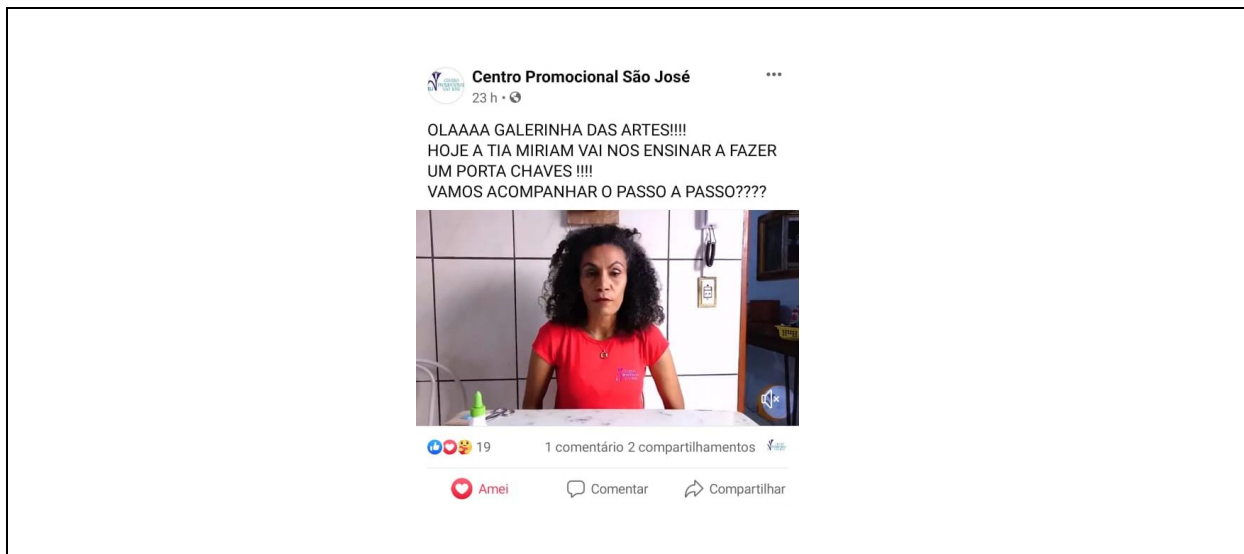 Centro Promocional São José
23 h
OLAAAA GALERINHA DAS ARTES!!!!
HOJE A TIA MIRIAM VAI NOS ENSINAR A FAZER
UM PORTA CHAVES !!!!
VAMOS ACOMPANHAR O PASSO A PASSO????
19
1 comentário 2 compartilhamentos
Amei
Comentar
Compartilhar